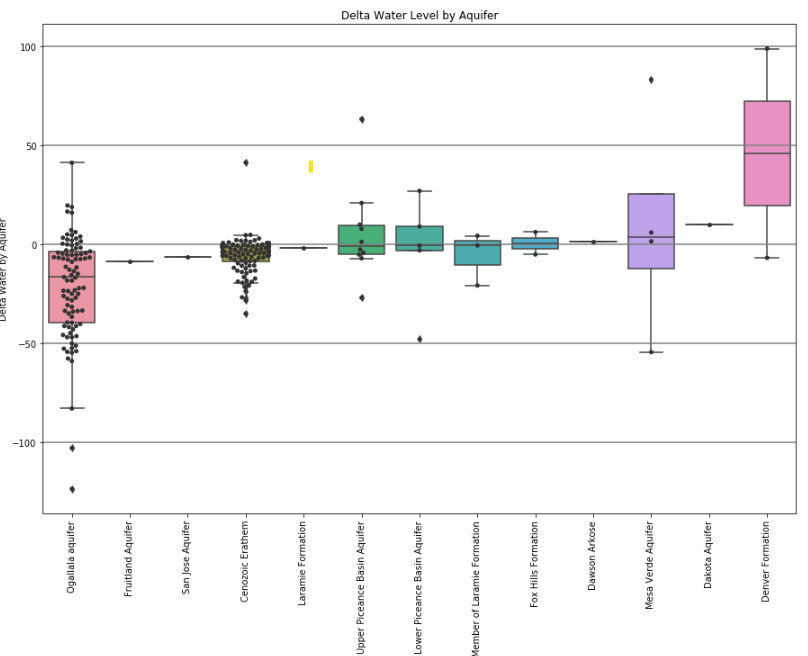 Delta Water Level by Aquifer
Delta Water by Aquifer
100
50
0
−50
−100
Ogallala aquifer
Fruitland Aquifer
San Jose Aquifer
Cenozoic Erathem
Laramie Formation
Upper Piceance Basin Aquifer
Lower Piceance Basin Aquifer
Member of Laramie Formation
Fox Hills Formation
Dawson Arkose
Mesa Verde Aquifer
Dakota Aquifer
Denver Formation